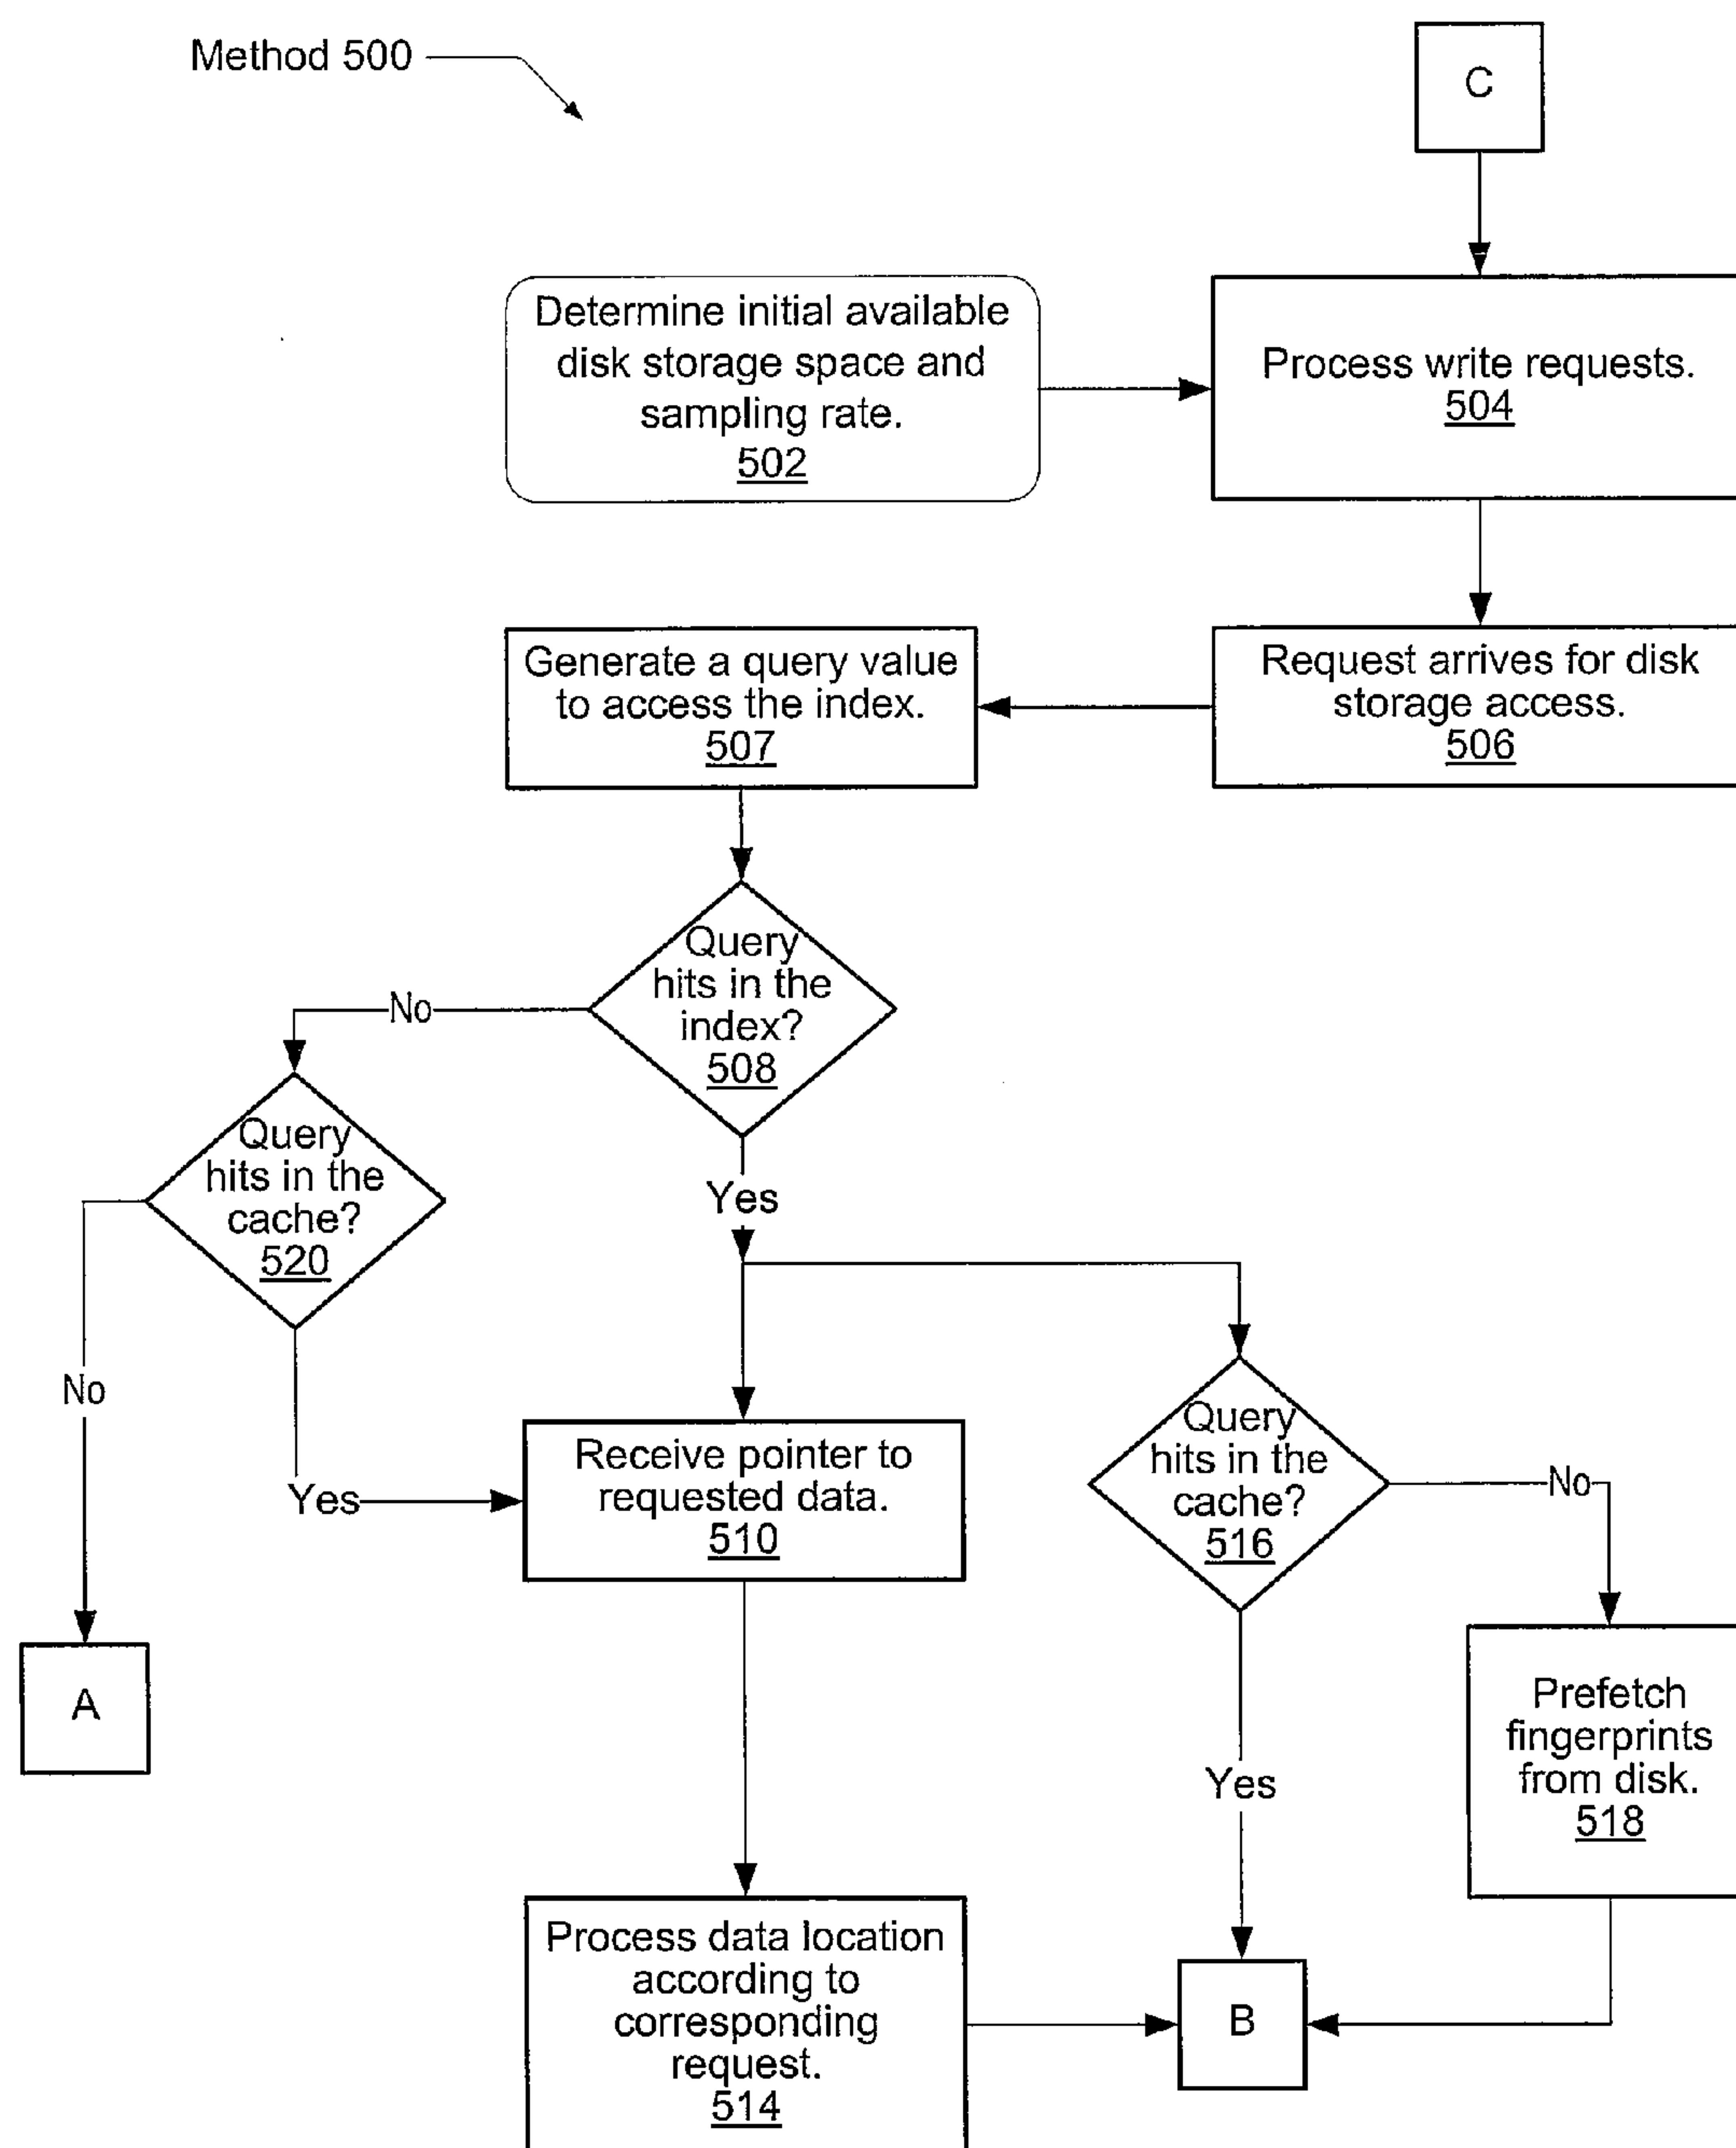 Method 500
C
Determine initial available
disk storage space and
sampling rate.
502
Process write requests.
504
Generate a query value
to access the index.
507
Request arrives for disk
storage access.
506
Query
hits in the
index?
508
No
Query
hits in the
cache?
520
Yes
No
Yes
Receive pointer to
requested data.
510
Query
hits in the
cache?
516
No
A
Prefetch
fingerprints
from disk.
518
Yes
Process data location
according to
corresponding
request.
514
B